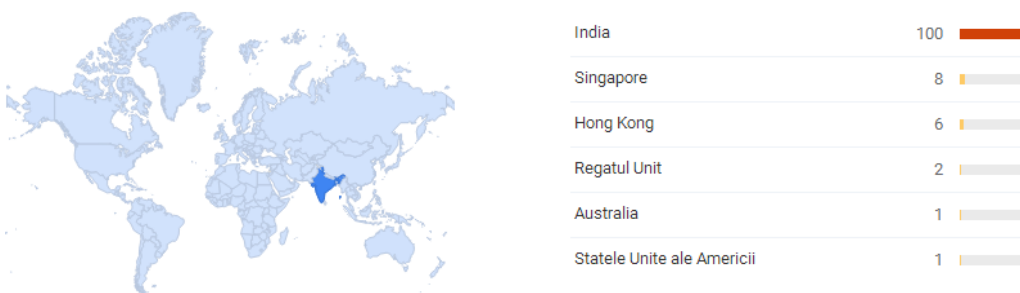 India 100
Singapore 8
Hong Kong 6
Regatul Unit 2
Australia 1
Statele Unite ale Americii 1